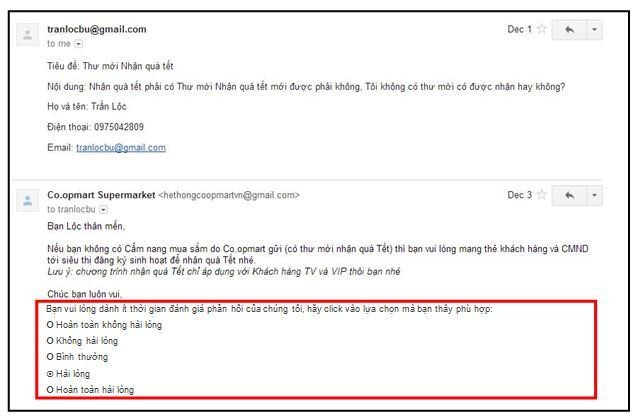 tranlocbu@gmail.com
Dec 1
to me
Tiêu đề: Thư mời Nhận quà tết
Nội dung: Nhận quà tết phải có Thư mời Nhận quà tết mới được phải không, Tôi không có thư mời có được nhận hay không?
Họ và tên: Trần Lộc
Điện thoại: 0975042809
Email: tranlocbu@gmail.com
Co.opmart Supermarket <hethongcoopmartvn@gmail.com>
Dec 3
to tranlocbu
Bạn Lộc thân mến,
Nếu bạn không có Cẩm nang mua sắm do Co.opmart gửi (có thư mời nhận quà Tết) thì bạn vui lòng mang thẻ khách hàng và CMND
tới siêu thị đăng ký sinh hoạt để nhận quà Tết nhé.
Lưu ý: chương trình nhận quà Tết chỉ áp dụng với Khách hàng TV và VIP thôi bạn nhé
Chúc bạn luôn vui,
Bạn vui lòng dành ít thời gian đánh giá phản hồi của chúng tôi, hãy click vào lựa chọn mà bạn thấy phù hợp:
O Hoàn toàn không hài lòng
O Không hài lòng
O Bình thường
⊙ Hài lòng
O Hoàn toàn hài lòng